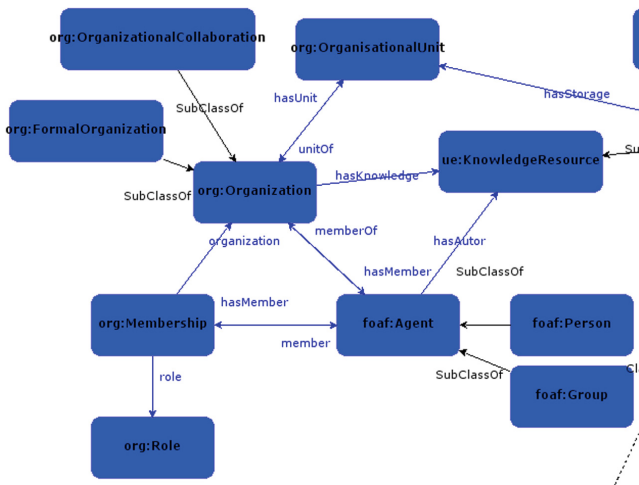 org:OrganizationalCollaboration
org:OrganisationalUnit
hasUnit
hasStorage
SubClassOf
org:FormalOrganization
unitOf
ue:KnowledgeResource
SubClassOf
org:Organization
hasKnowledge
memberOf
organization
hasAutor
hasMember
SubClassOf
hasMember
org:Membership
foaf:Agent
foaf:Person
member
role
SubClassOf
foaf:Group
org:Role